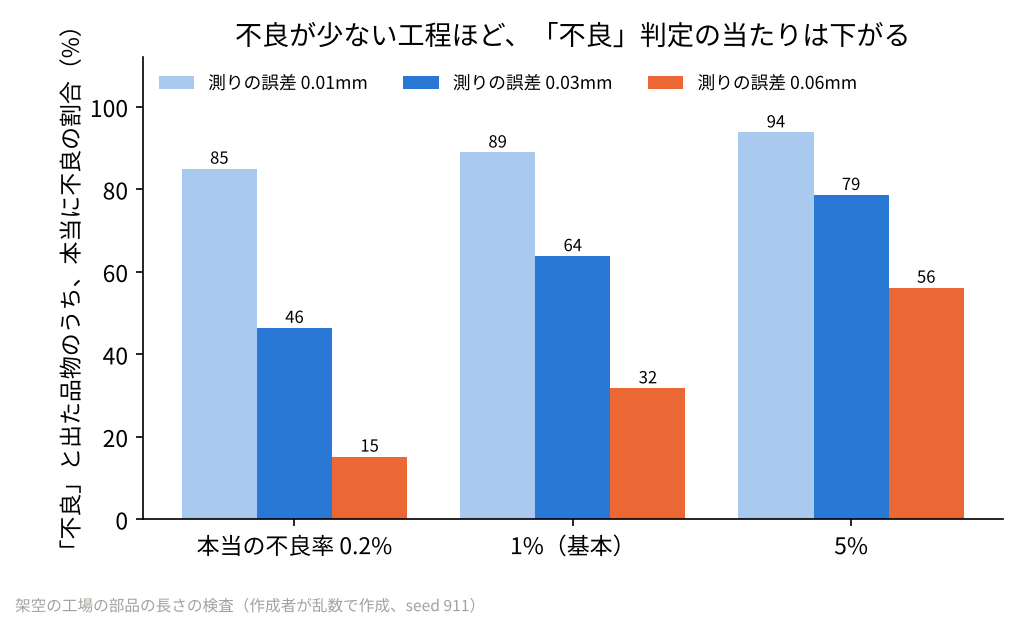 不良が少ない工程ほど、「不良」判定の当たりは下がる
「不良」と出た品物のうち、本当に不良の割合（%）
測りの誤差 0.01mm
測りの誤差 0.03mm
測りの誤差 0.06mm
100
80
60
40
20
0
85
46
15
89
64
32
94
79
56
本当の不良率 0.2%
1%（基本）
5%
架空の工場の部品の長さの検査（作成者が乱数で作成、seed 911）